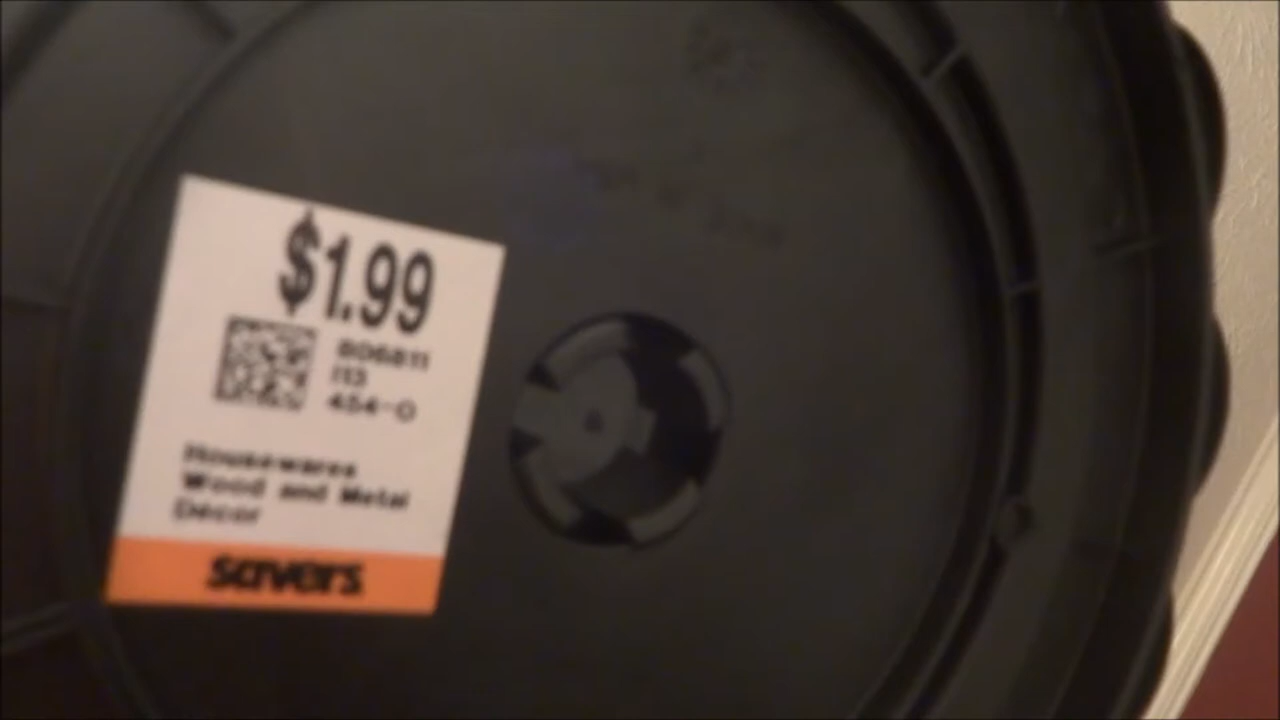 $1.99
806811
113
454-0
Housewares
Wood and Metal
Decor
savers